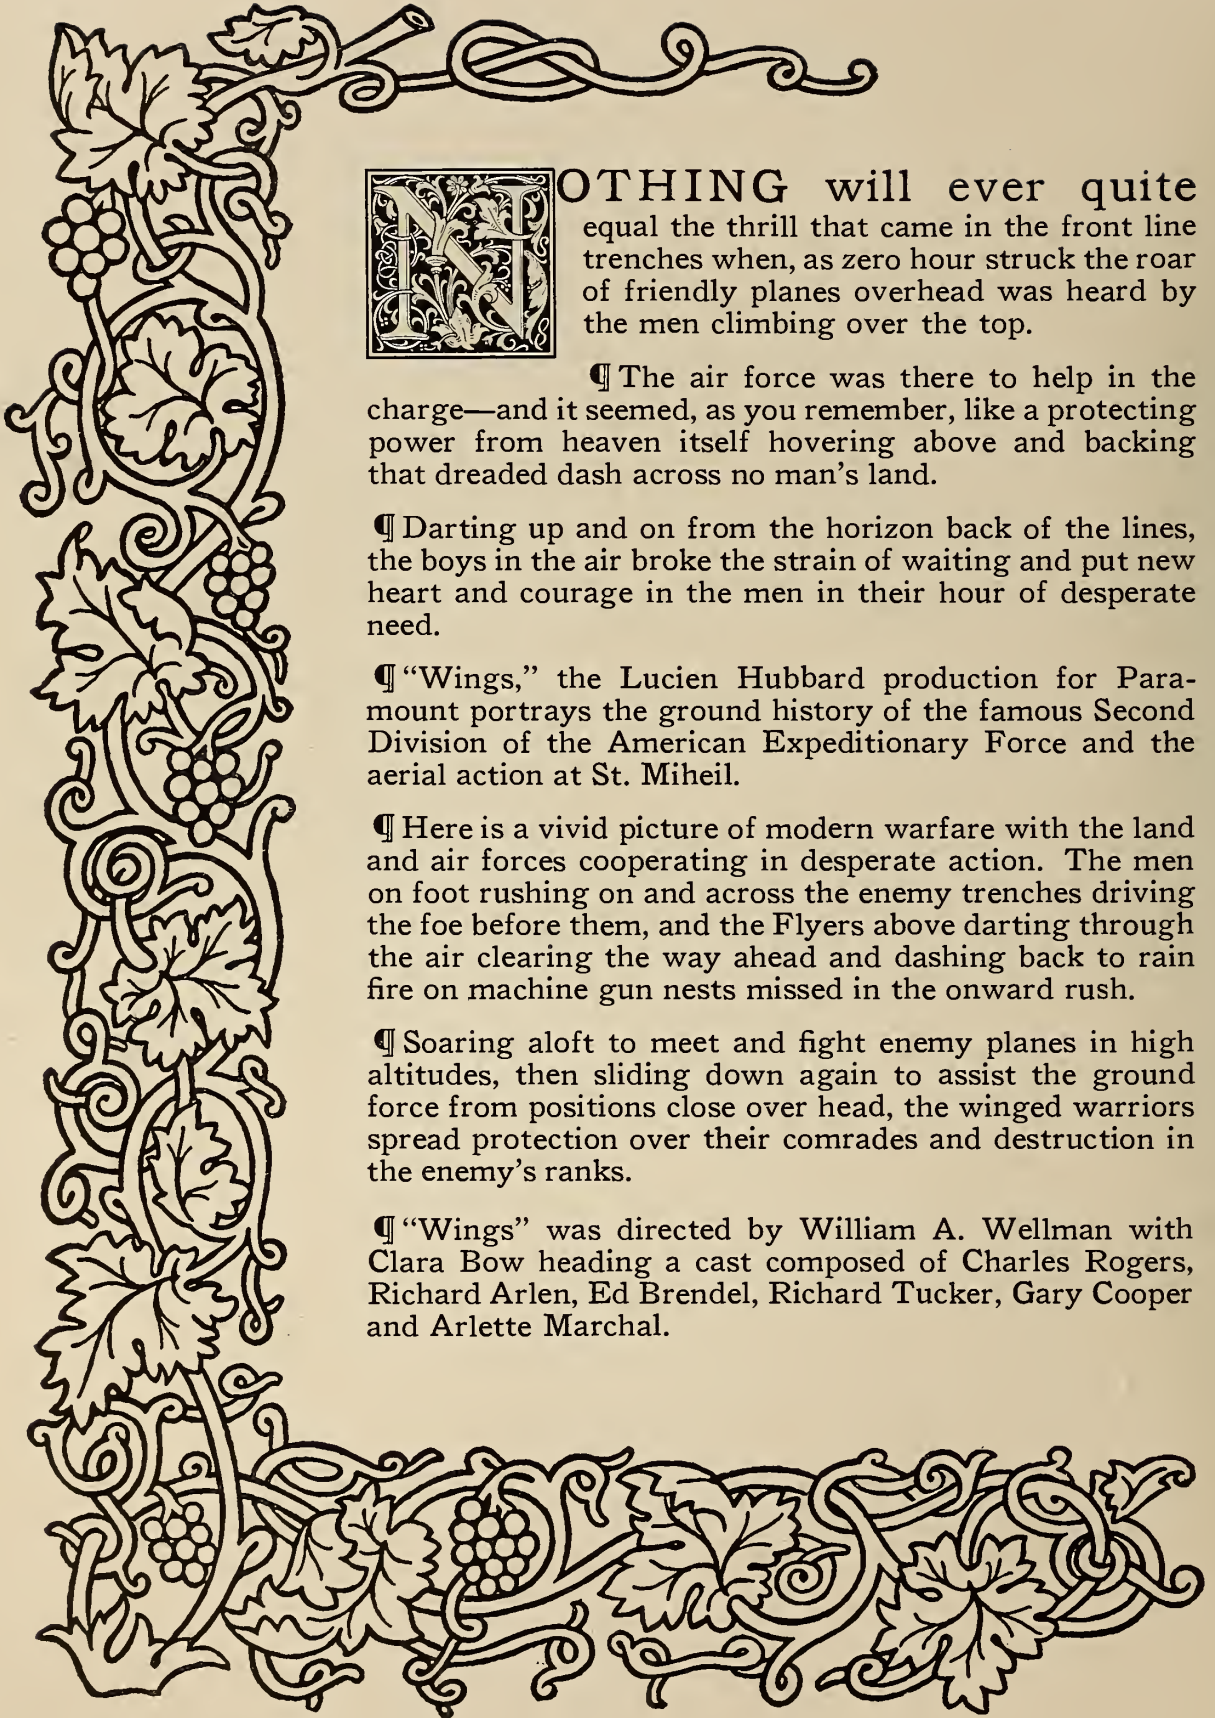 NOTHING will ever quite
equal the thrill that came in the front line
trenches when, as zero hour struck the roar
of friendly planes overhead was heard by
the men climbing over the top.
¶ The air force was there to help in the
charge—and it seemed, as you remember, like a protecting
power from heaven itself hovering above and backing
that dreaded dash across no man's land.
¶ Darting up and on from the horizon back of the lines,
the boys in the air broke the strain of waiting and put new
heart and courage in the men in their hour of desperate
need.
¶ “Wings,” the Lucien Hubbard production for Para-
mount portrays the ground history of the famous Second
Division of the American Expeditionary Force and the
aerial action at St. Miheil.
¶ Here is a vivid picture of modern warfare with the land
and air forces cooperating in desperate action. The men
on foot rushing on and across the enemy trenches driving
the foe before them, and the Flyers above darting through
the air clearing the way ahead and dashing back to rain
fire on machine gun nests missed in the onward rush.
¶ Soaring aloft to meet and fight enemy planes in high
altitudes, then sliding down again to assist the ground
force from positions close over head, the winged warriors
spread protection over their comrades and destruction in
the enemy's ranks.
¶ “Wings” was directed by William A. Wellman with
Clara Bow heading a cast composed of Charles Rogers,
Richard Arlen, Ed Brendel, Richard Tucker, Gary Cooper
and Arlette Marchal.